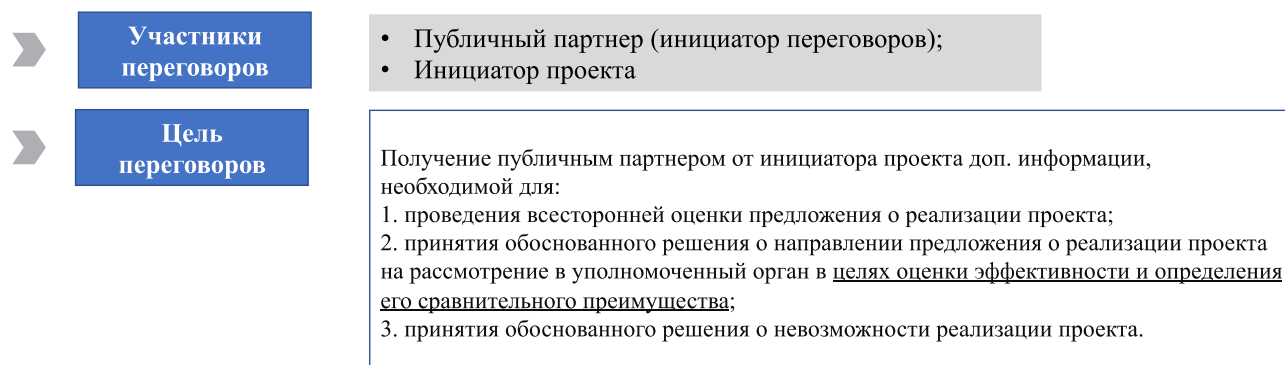 Участники
переговоров
• Публичный партнер (инициатор переговоров);
• Инициатор проекта
Цель
переговоров
Получение публичным партнером от инициатора проекта доп. информации,
необходимой для:
1. проведения всесторонней оценки предложения о реализации проекта;
2. принятия обоснованного решения о направлении предложения о реализации проекта
на рассмотрение в уполномоченный орган в целях оценки эффективности и определения
его сравнительного преимущества;
3. принятия обоснованного решения о невозможности реализации проекта.